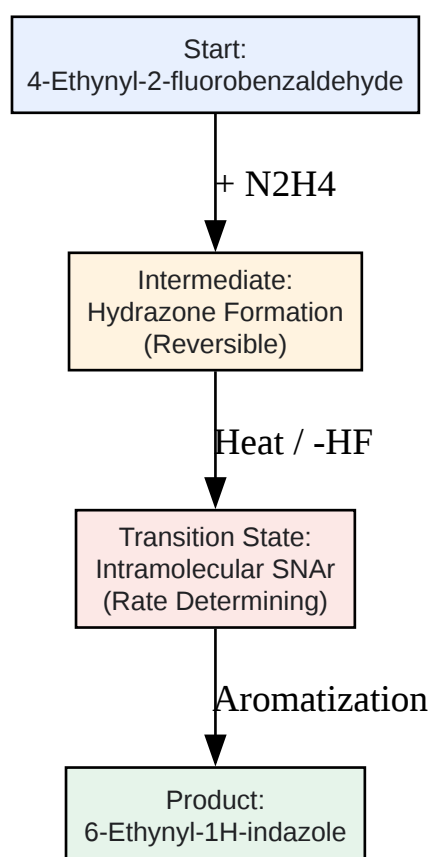 Start:
4-Ethynyl-2-fluorobenzaldehyde
+ N2H4
Intermediate:
Hydrazone Formation
(Reversible)
Heat / -HF
Transition State:
Intramolecular SNAr
(Rate Determining)
Aromatization
Product:
6-Ethynyl-1H-indazole